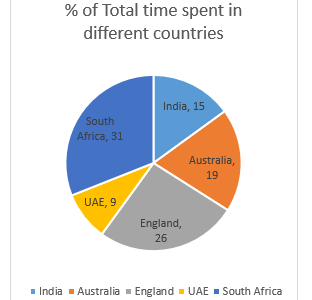 % of Total time spent in
different countries
India, 15
South
Africa, 31
Australia,
19
UAE, 9
England,
26
India Australia England UAE South Africa